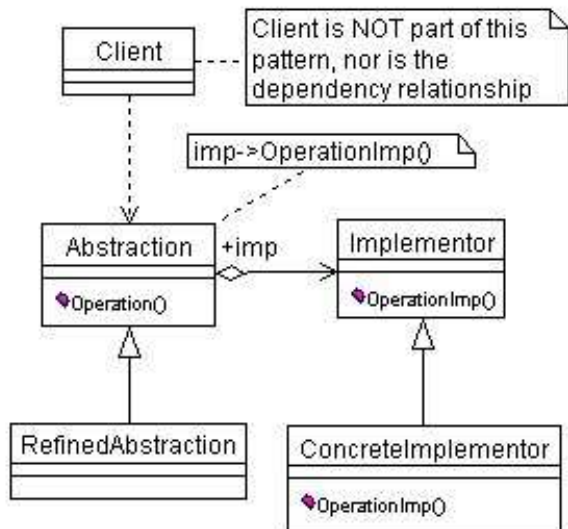 Client
Client is NOT part of this
pattern, nor is the
dependency relationship
imp->OperationImp()
Abstraction
+imp
Implementor
Operation()
OperationImp()
RefinedAbstraction
ConcreteImplementor
OperationImp()